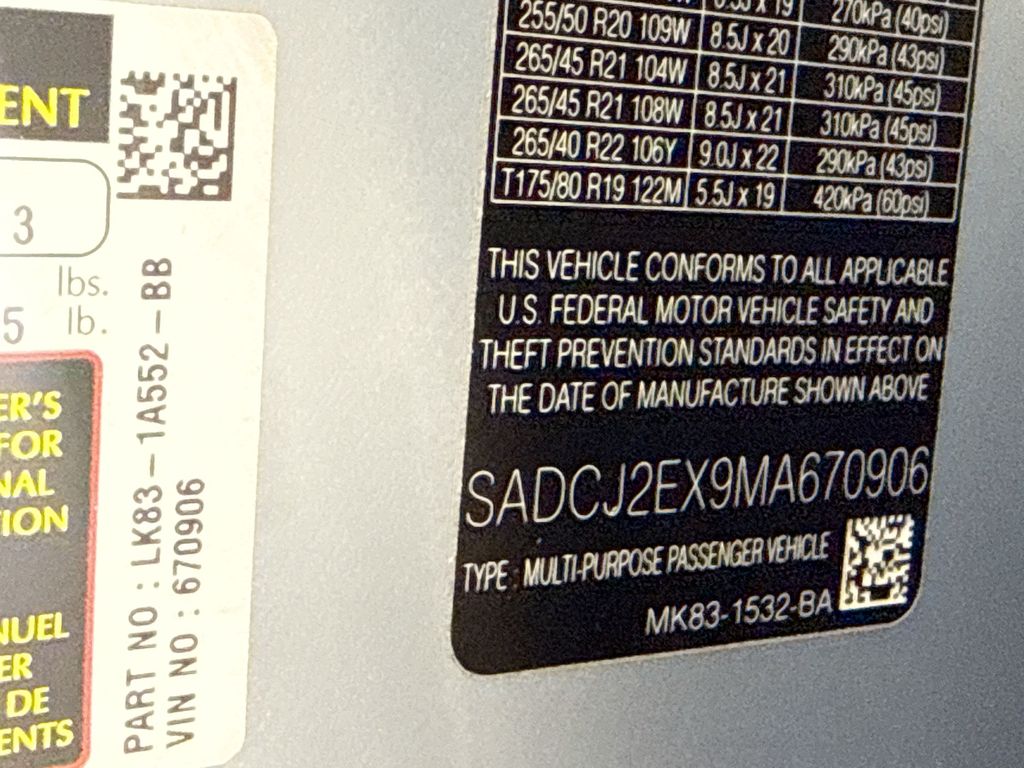 ENT
3
lbs.
5 lb.
ER'S
FOR
NAL
TION
NUEL
ER
DE
ENTS
PART NO : LK83-1A552-BB
VIN NO : 670906
8.5J x 19 270kPa (40psi)
255/50 R20 109W 8.5J x 20 290kPa (43psi)
265/45 R21 104W 8.5J x 21 310kPa (45psi)
265/45 R21 108W 8.5J x 21 310kPa (45psi)
265/40 R22 106Y 9.0J x 22 290kPa (43psi)
T175/80 R19 122M 5.5J x 19 420kPa (60psi)
THIS VEHICLE CONFORMS TO ALL APPLICABLE
U.S. FEDERAL MOTOR VEHICLE SAFETY AND
THEFT PREVENTION STANDARDS IN EFFECT ON
THE DATE OF MANUFACTURE SHOWN ABOVE
SADCJ2EX9MA670906
TYPE : MULTI-PURPOSE PASSENGER VEHICLE
MK83-1532-BA